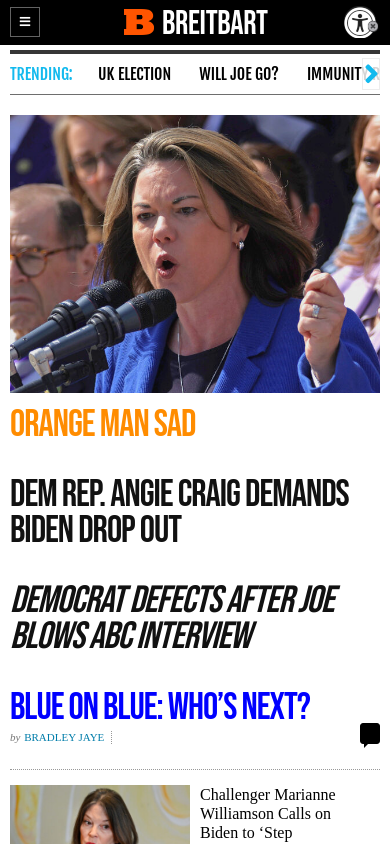 BREITBART
TRENDING: UK ELECTION WILL JOE GO? IMMUNIT
ORANGE MAN SAD
DEM REP. ANGIE CRAIG DEMANDS
BIDEN DROP OUT
DEMOCRAT DEFECTS AFTER JOE
BLOWS ABC INTERVIEW
BLUE ON BLUE: WHO’S NEXT?
by BRADLEY JAYE
Challenger Marianne
Williamson Calls on
Biden to ‘Step